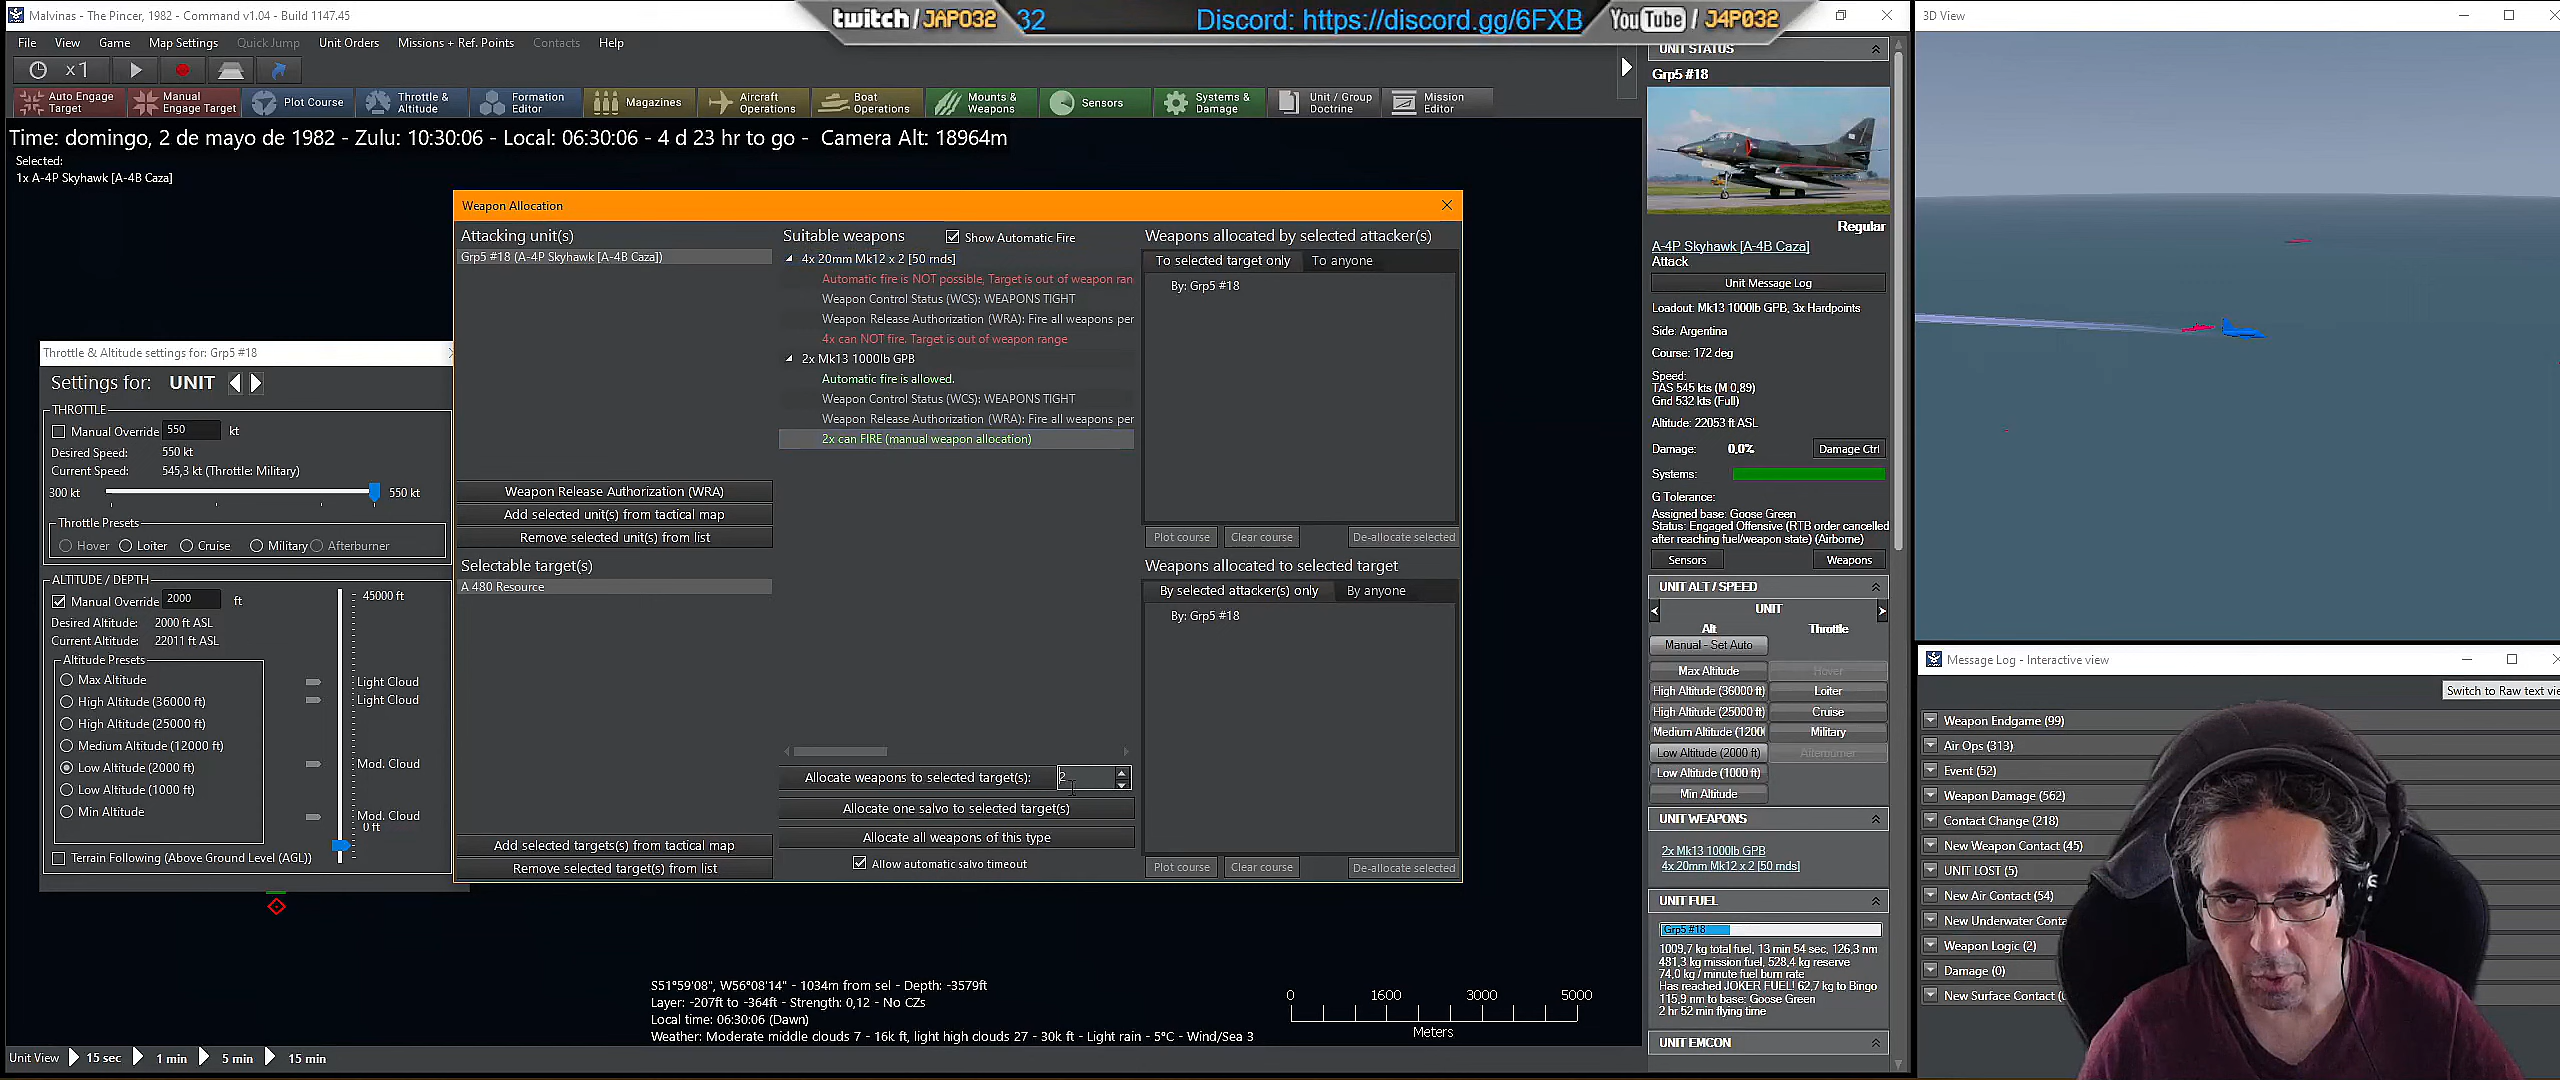 Malvinas - The Pincer, 1982 - Command v1.04 - Build 1147.45
twitch/JAPO32
32
Discord: https://discord.gg/6FXB
YouTube / J4P032
File View Game Map Settings Quick Jump Unit Orders Missions + Ref. Points Contacts Help
x1
Auto Engage Target
Manual Engage Target
Plot Course
Throttle & Altitude
Formation Editor
Magazines
Aircraft Operations
Boat Operations
Mounts & Weapons
Sensors
Systems & Damage
Unit / Group Doctrine
Mission Editor
Time: domingo, 2 de mayo de 1982 - Zulu: 10:30:06 - Local: 06:30:06 - 4 d 23 hr to go - Camera Alt: 18964m
Selected:
1x A-4P Skyhawk [A-4B Caza]
Throttle & Altitude settings for: Grp5 #18
Settings for: UNIT
THROTTLE
Manual Override 550 kt
Desired Speed: 550 kt
Current Speed: 545,3 kt (Throttle: Military)
300 kt 550 kt
Throttle Presets
Hover Loiter Cruise Military Afterburner
ALTITUDE / DEPTH
Manual Override 2000 ft
Desired Altitude: 2000 ft ASL
Current Altitude: 22011 ft ASL
Altitude Presets
Max Altitude
High Altitude (36000 ft)
High Altitude (25000 ft)
Medium Altitude (12000 ft)
Low Altitude (2000 ft)
Low Altitude (1000 ft)
Min Altitude
45000 ft
Light Cloud
Light Cloud
Mod. Cloud
Mod. Cloud
0 ft
Terrain Following (Above Ground Level (AGL))
Weapon Allocation
Attacking unit(s)
Grp5 #18 (A-4P Skyhawk [A-4B Caza])
Weapon Release Authorization (WRA)
Add selected unit(s) from tactical map
Remove selected unit(s) from list
Selectable target(s)
A 480 Resource
Add selected targets(s) from tactical map
Remove selected target(s) from list
Suitable weapons
Show Automatic Fire
4x 20mm Mk12 x 2 [50 rnds]
Automatic fire is NOT possible, Target is out of weapon ran
Weapon Control Status (WCS): WEAPONS TIGHT
Weapon Release Authorization (WRA): Fire all weapons per
4x can NOT fire. Target is out of weapon range
2x Mk13 1000lb GPB
Automatic fire is allowed.
Weapon Control Status (WCS): WEAPONS TIGHT
Weapon Release Authorization (WRA): Fire all weapons per
2x can FIRE (manual weapon allocation)
Allocate weapons to selected target(s): 2
Allocate one salvo to selected target(s)
Allocate all weapons of this type
Allow automatic salvo timeout
Weapons allocated by selected attacker(s)
To selected target only To anyone
By: Grp5 #18
Plot course Clear course De-allocate selected
Weapons allocated to selected target
By selected attacker(s) only By anyone
By: Grp5 #18
Plot course Clear course De-allocate selected
S51°59'08", W56°08'14" - 1034m from sel - Depth: -3579ft
Layer: -207ft to -364ft - Strength: 0,12 - No CZs
Local time: 06:30:06 (Dawn)
Weather: Moderate middle clouds 7 - 16k ft, light high clouds 27 - 30k ft - Light rain - 5°C - Wind/Sea 3
0 1600 3000 5000
Meters
Unit View 15 sec 1 min 5 min 15 min
UNIT STATUS
Grp5 #18
Regular
A-4P Skyhawk [A-4B Caza]
Attack
Unit Message Log
Loadout: Mk13 1000lb GPB, 3x Hardpoints
Side: Argentina
Course: 172 deg
Speed:
TAS 545 kts (M 0,89)
Gnd 532 kts (Full)
Altitude: 22053 ft ASL
Damage: 0,0% Damage Ctrl
Systems:
G Tolerance:
Assigned base: Goose Green
Status: Engaged Offensive (RTB order cancelled
after reaching fuel/weapon state) (Airborne)
Sensors Weapons
UNIT ALT / SPEED
UNIT
Alt Throttle
Manual - Set Auto
Max Altitude Hover
High Altitude (36000 ft) Loiter
High Altitude (25000 ft) Cruise
Medium Altitude (1200 Military
Low Altitude (2000 ft) Afterburner
Low Altitude (1000 ft)
Min Altitude
UNIT WEAPONS
2x Mk13 1000lb GPB
4x 20mm Mk12 x 2 [50 rnds]
UNIT FUEL
Grp5 #18
1009,7 kg total fuel, 13 min 54 sec, 126,3 nm
481,3 kg mission fuel, 528,4 kg reserve
74,0 kg / minute fuel burn rate
Has reached JOKER FUEL! 62,7 kg to Bingo
115,9 nm to base: Goose Green
2 hr 52 min flying time
UNIT EMCON
3D View
Message Log - Interactive view
Switch to Raw text vie
Weapon Endgame (99)
Air Ops (313)
Event (52)
Weapon Damage (562)
Contact Change (218)
New Weapon Contact (45)
UNIT LOST (5)
New Air Contact (54)
New Underwater Conta
Weapon Logic (2)
Damage (0)
New Surface Contact (